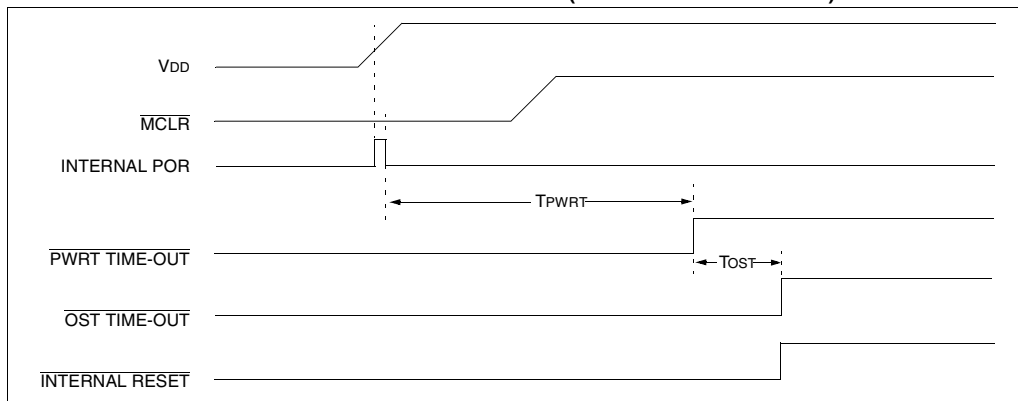 VDD
MCLR
INTERNAL POR
TPWRT
PWRT TIME-OUT
TOST
OST TIME-OUT
INTERNAL RESET